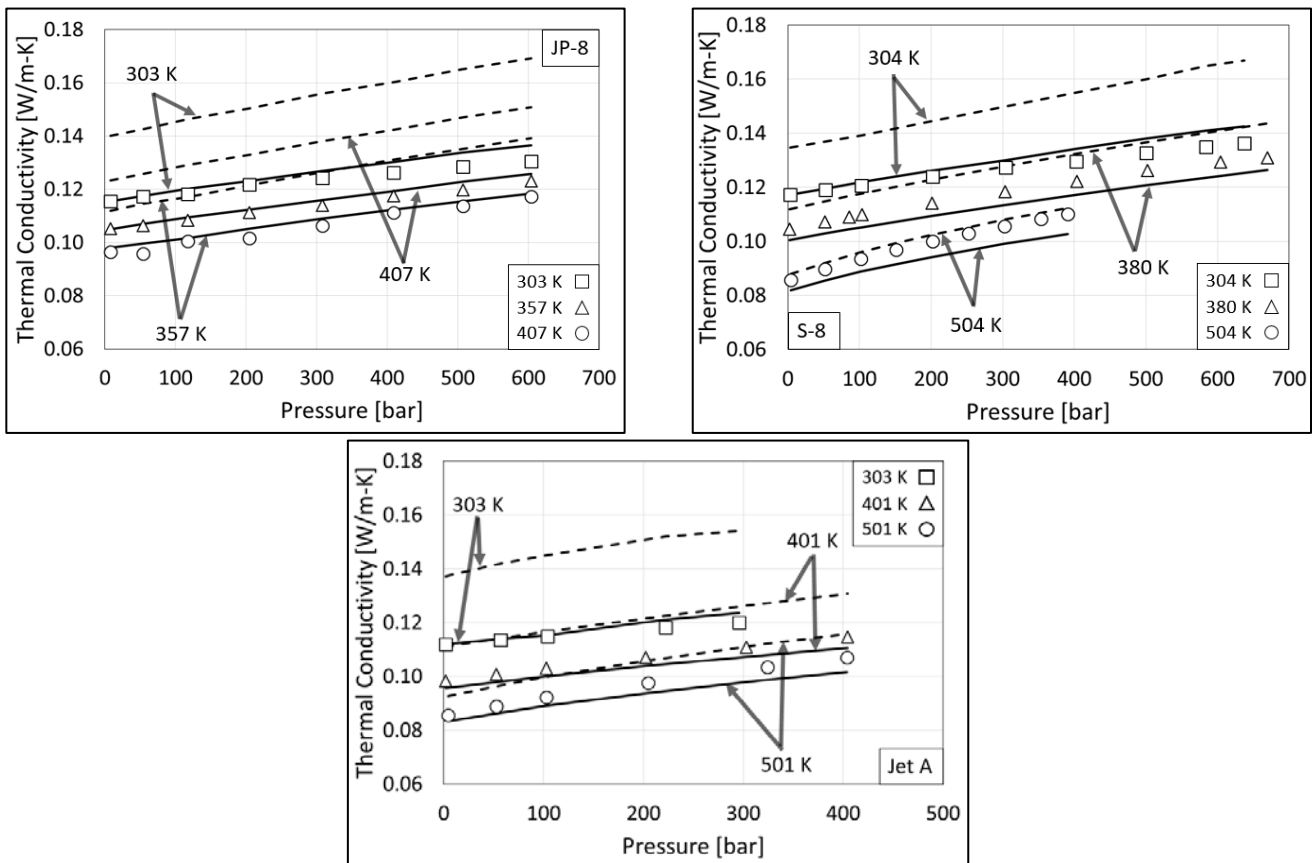 Thermal Conductivity [W/m-K]
0.18
0.16
0.14
0.12
0.10
0.08
0.06
JP-8
303 K
407 K
357 K
303 K
357 K
407 K
0 100 200 300 400 500 600 700
Pressure [bar]
Thermal Conductivity [W/m-K]
0.18
0.16
0.14
0.12
0.10
0.08
0.06
304 K
380 K
504 K
S-8
304 K
380 K
504 K
0 100 200 300 400 500 600 700
Pressure [bar]
Thermal Conductivity [W/m-K]
0.18
0.16
0.14
0.12
0.10
0.08
0.06
303 K
401 K
501 K
303 K
401 K
501 K
Jet A
0 100 200 300 400 500
Pressure [bar]